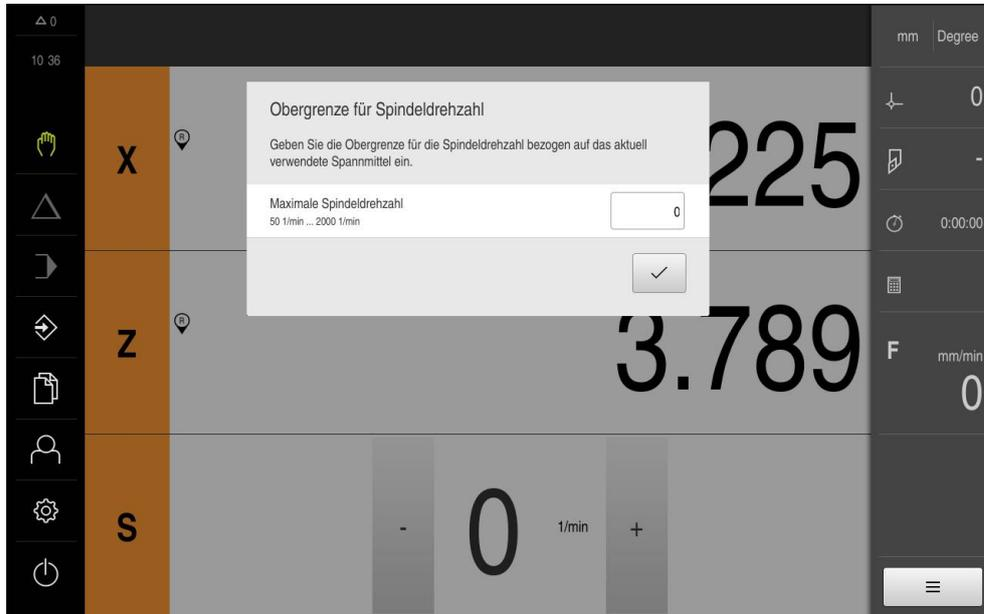 0
10 36
mm Degree
Obergrenze für Spindeldrehzahl
Geben Sie die Obergrenze für die Spindeldrehzahl bezogen auf das aktuell
verwendete Spannmittel ein.
Maximale Spindeldrehzahl
50 1/min ... 2000 1/min
0
X
R
225
0
-
0:00:00
Z
R
3.789
F
mm/min
0
S
-
0
1/min
+